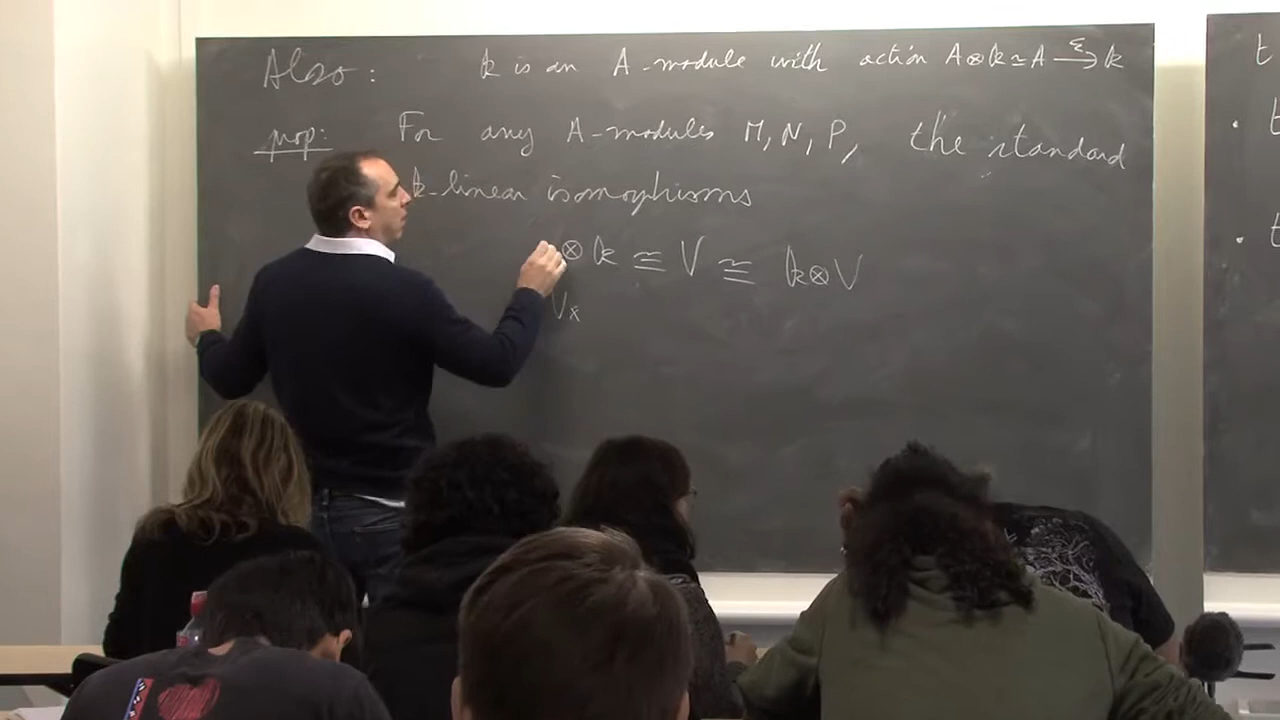 Also : k is an A-module with action A⊗k≃A -ε-> k
prop: For any A-modules M, N, P, the standard
k-linear isomorphisms
⊗ k ≅ V ≅ k⊗V
V
t
. t
. t